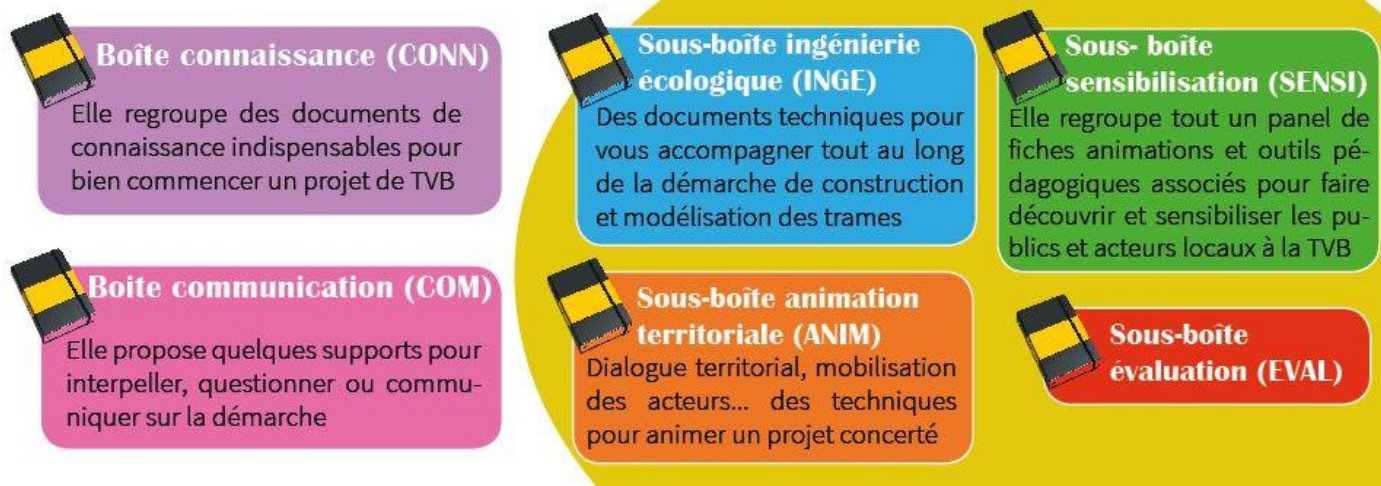 Boîte connaissance (CONN)
Elle regroupe des documents de
connaissance indispensables pour
bien commencer un projet de TVB
Boite communication (COM)
Elle propose quelques supports pour
interpeller, questionner ou commu-
niquer sur la démarche
Sous-boîte ingénierie
écologique (INGE)
Des documents techniques pour
vous accompagner tout au long
de la démarche de construction
et modélisation des trames
Sous-boîte animation
territoriale (ANIM)
Dialogue territorial, mobilisation
des acteurs... des techniques
pour animer un projet concerté
Sous- boîte
sensibilisation (SENSI)
Elle regroupe tout un panel de
fiches animations et outils pé-
dagogiques associés pour faire
découvrir et sensibiliser les pu-
blics et acteurs locaux à la TVB
Sous-boîte
évaluation (EVAL)